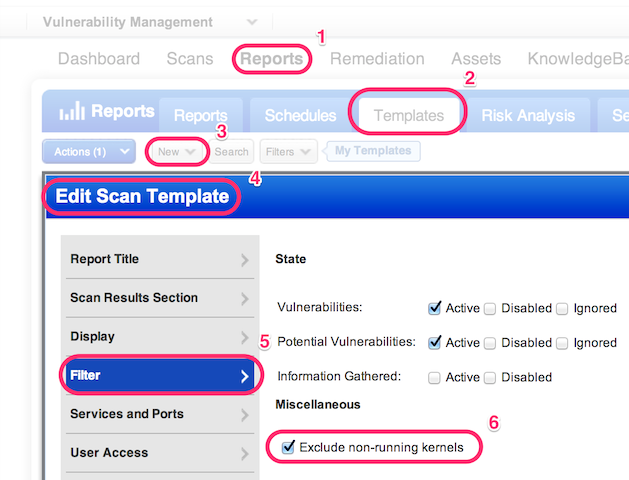 Vulnerability Management
1
Dashboard Scans Reports Remediation Assets KnowledgeBa
2
Reports Reports Schedules Templates Risk Analysis Se
3
Actions (1) New Search Filters My Templates
4
Edit Scan Template
Report Title
State
Scan Results Section
Vulnerabilities: Active Disabled Ignored
Display
5
Potential Vulnerabilities: Active Disabled Ignored
Filter
Information Gathered: Active Disabled
Miscellaneous
Services and Ports
6
User Access
Exclude non-running kernels